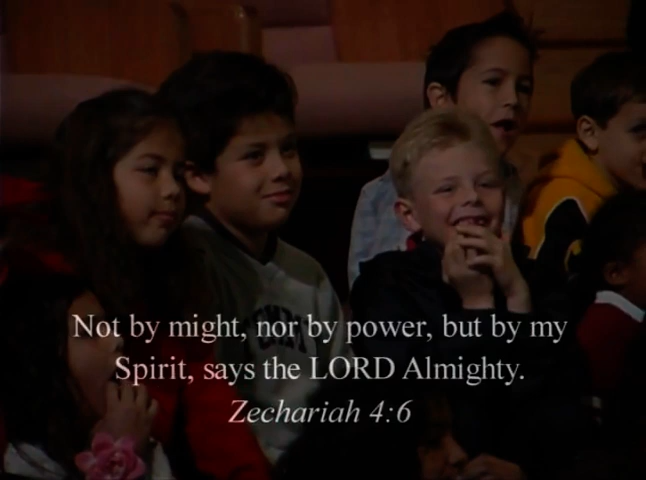 Not by might, nor by power, but by my
Spirit, says the LORD Almighty.
Zechariah 4:6